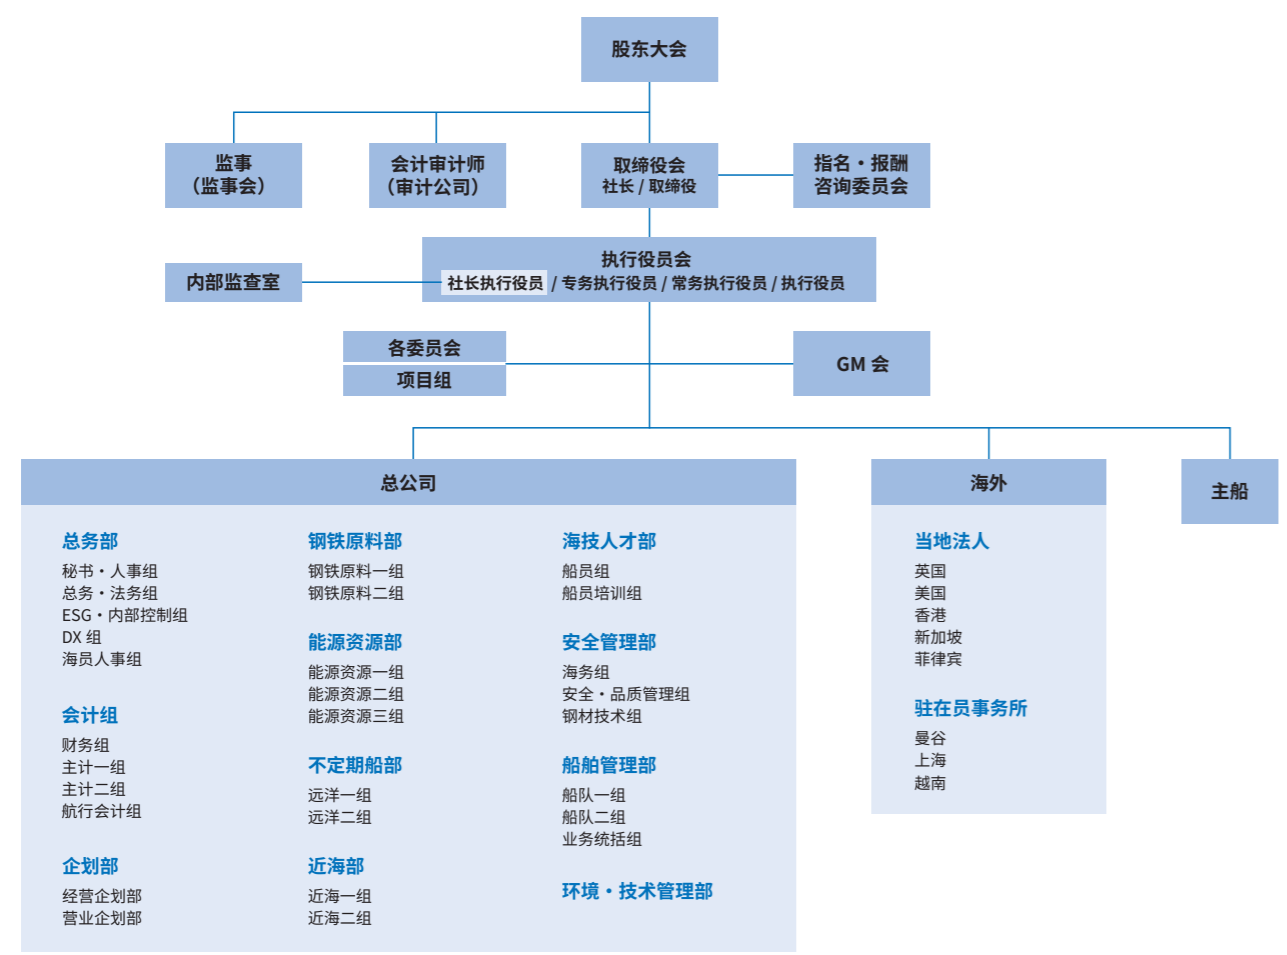 股东大会
监事
（监事会）
会计审计师
（审计公司）
取缔役会
社长 / 取缔役
指名・报酬
咨询委员会
执行役员会
社长执行役员 / 专务执行役员 / 常务执行役员 / 执行役员
内部监查室
各委员会
项目组
GM 会
总公司
总务部
秘书・人事组
总务・法务组
ESG・内部控制组
DX 组
海员人事组
会计组
财务组
主计一组
主计二组
航行会计组
企划部
经营企划部
营业企划部
钢铁原料部
钢铁原料一组
钢铁原料二组
能源资源部
能源资源一组
能源资源二组
能源资源三组
不定期船部
远洋一组
远洋二组
近海部
近海一组
近海二组
海技人才部
船员组
船员培训组
安全管理部
海务组
安全・品质管理组
钢材技术组
船舶管理部
船队一组
船队二组
业务统括组
环境・技术管理部
海外
当地法人
英国
美国
香港
新加坡
菲律宾
驻在员事务所
曼谷
上海
越南
主船